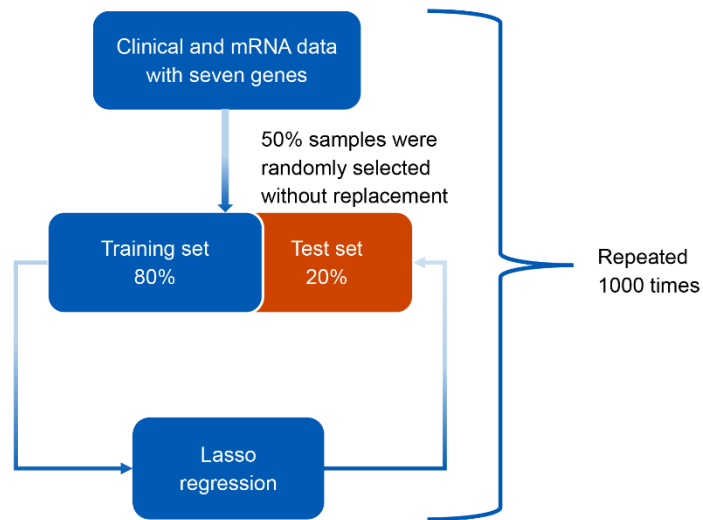 Clinical and mRNA data
with seven genes
50% samples were
randomly selected
without replacement
Training set
80%
Test set
20%
Repeated
1000 times
Lasso
regression